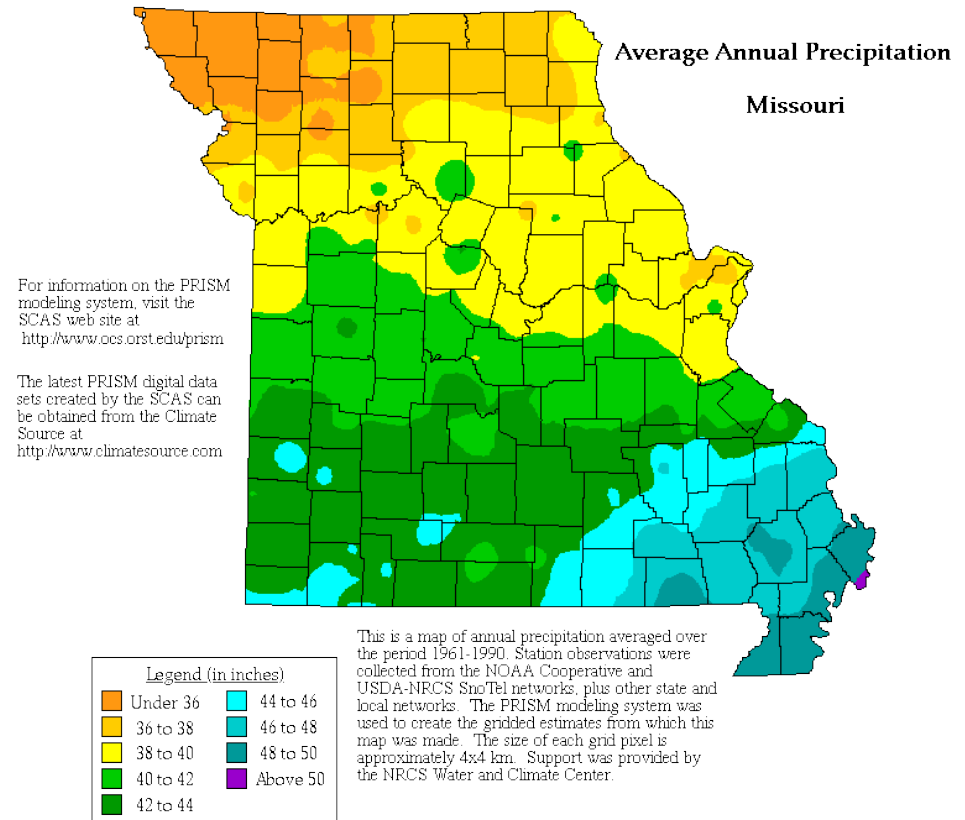 Average Annual Precipitation
Missouri
For information on the PRISM
modeling system, visit the
SCAS web site at
http://www.ocs.orst.edu/prism
The latest PRISM digital data
sets created by the SCAS can
be obtained from the Climate
Source at
http://www.climatesource.com
Legend (in inches)
Under 36
36 to 38
38 to 40
40 to 42
42 to 44
44 to 46
46 to 48
48 to 50
Above 50
This is a map of annual precipitation averaged over
the period 1961-1990. Station observations were
collected from the NOAA Cooperative and
USDA-NRCS SnoTel networks, plus other state and
local networks. The PRISM modeling system was
used to create the gridded estimates from which this
map was made. The size of each grid pixel is
approximately 4x4 km. Support was provided by
the NRCS Water and Climate Center.